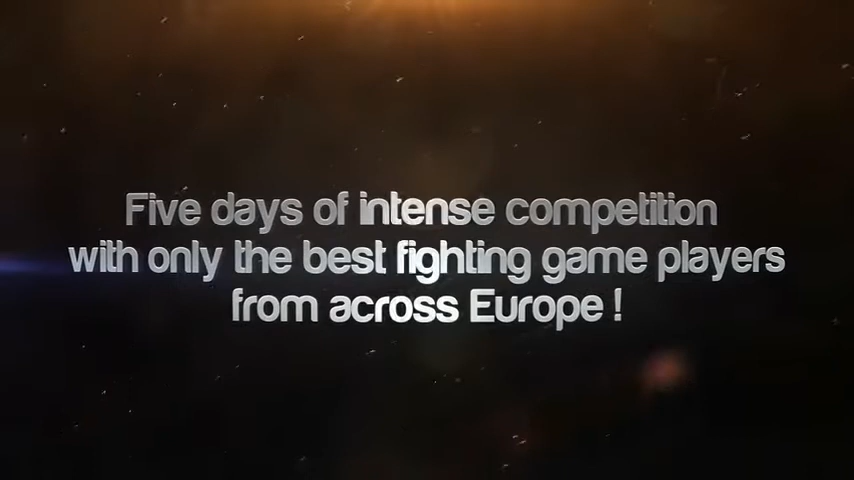 Five days of intense competition
with only the best fighting game players
from across Europe !